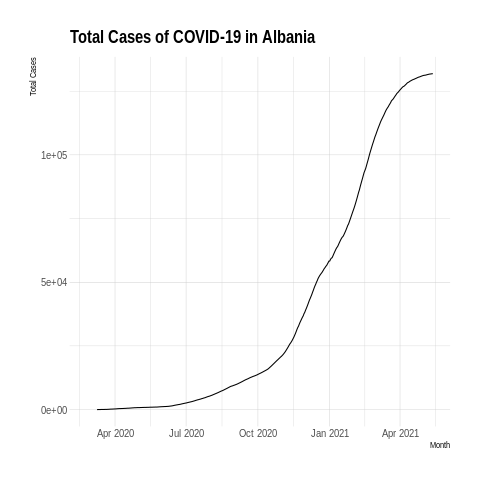 Total Cases of COVID-19 in Albania
Total Cases
1e+05
5e+04
0e+00
Apr 2020 Jul 2020 Oct 2020 Jan 2021 Apr 2021
Month